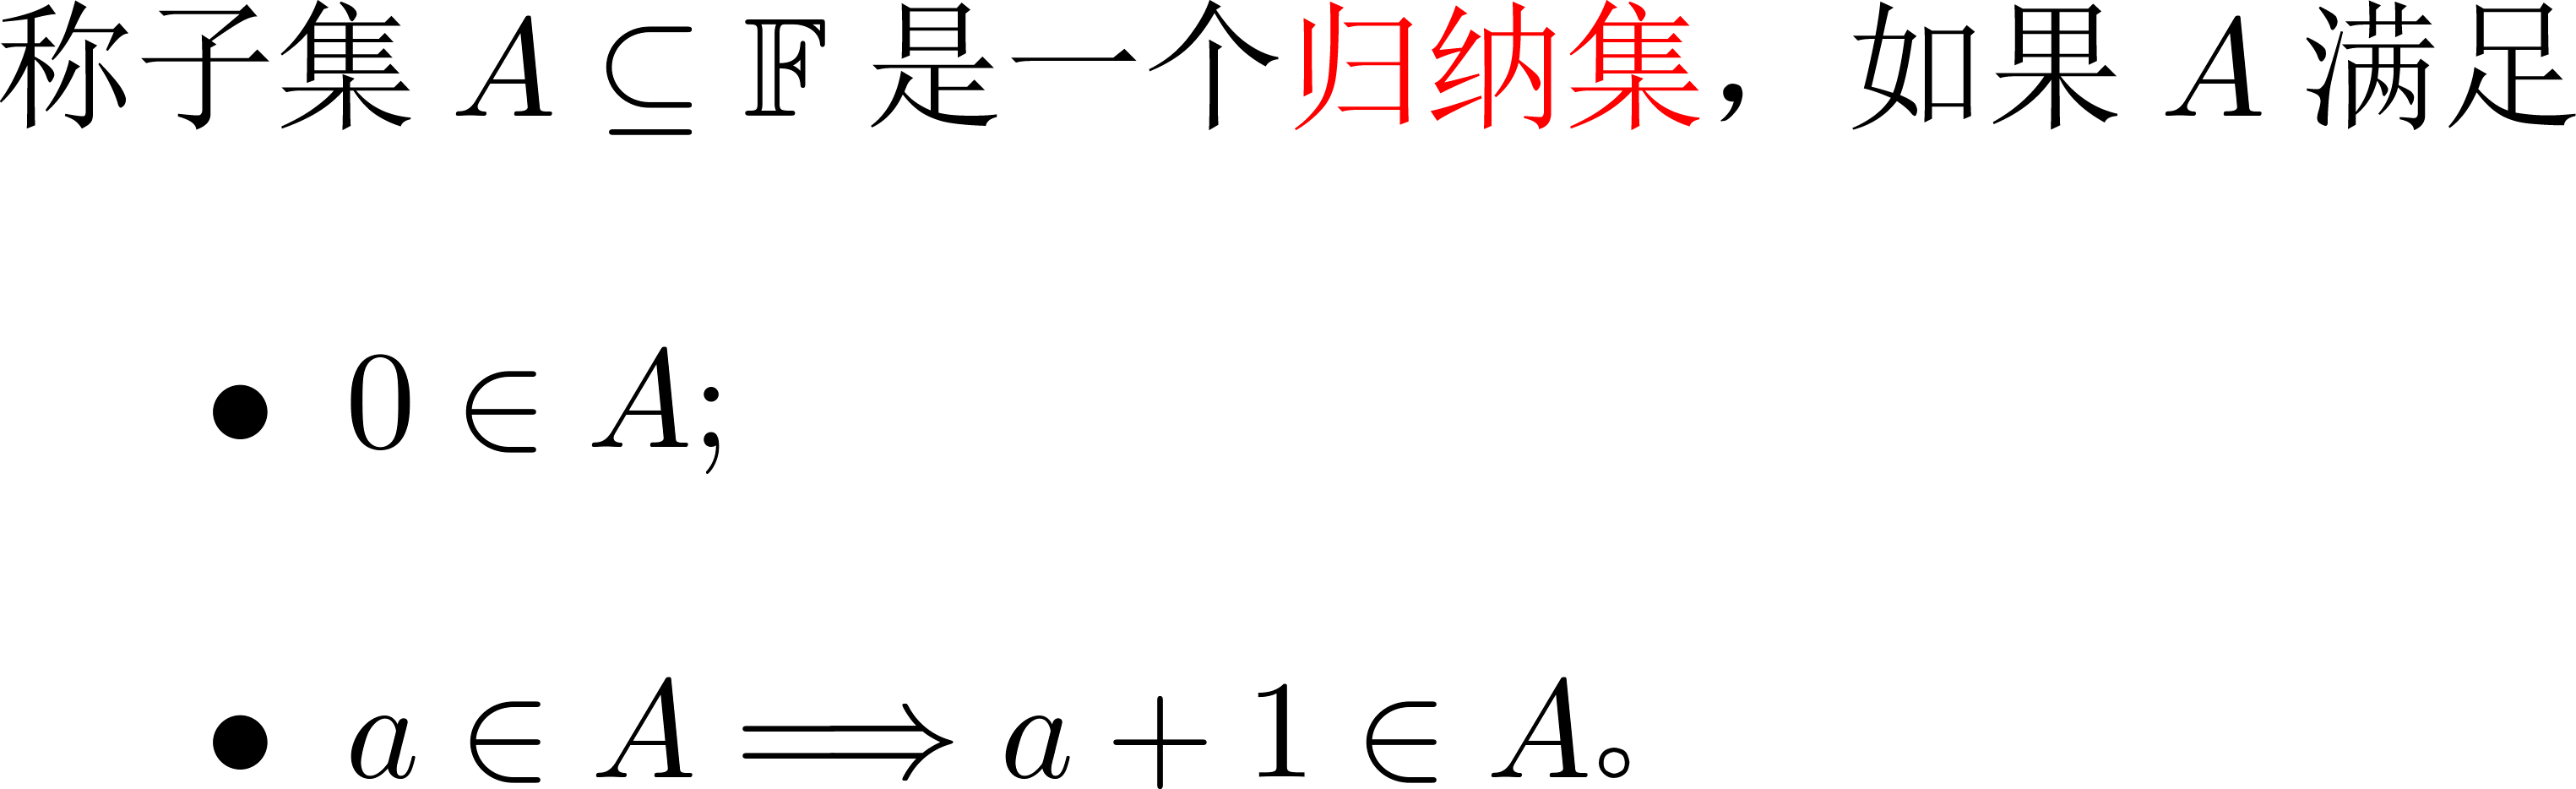 称子集 A ⊆ 𝔽 是一个归纳集，如果 A 满足
• 0 ∈ A;
• a ∈ A ⟹ a + 1 ∈ A。